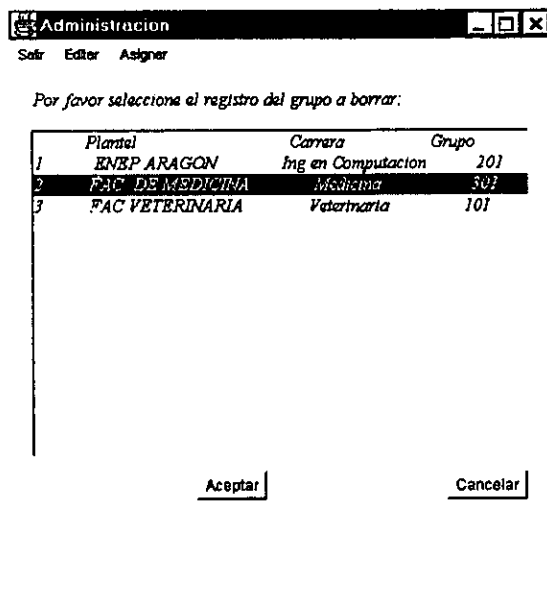 Administracion
Salir Editar Asignar
Por favor seleccione el registro del grupo a borrar:
Plantel Carrera Grupo
1 ENEP ARAGON Ing en Computacion 201
2 FAC DE MEDICINA Medicina 301
3 FAC VETERINARIA Veterinaria 101
Aceptar Cancelar